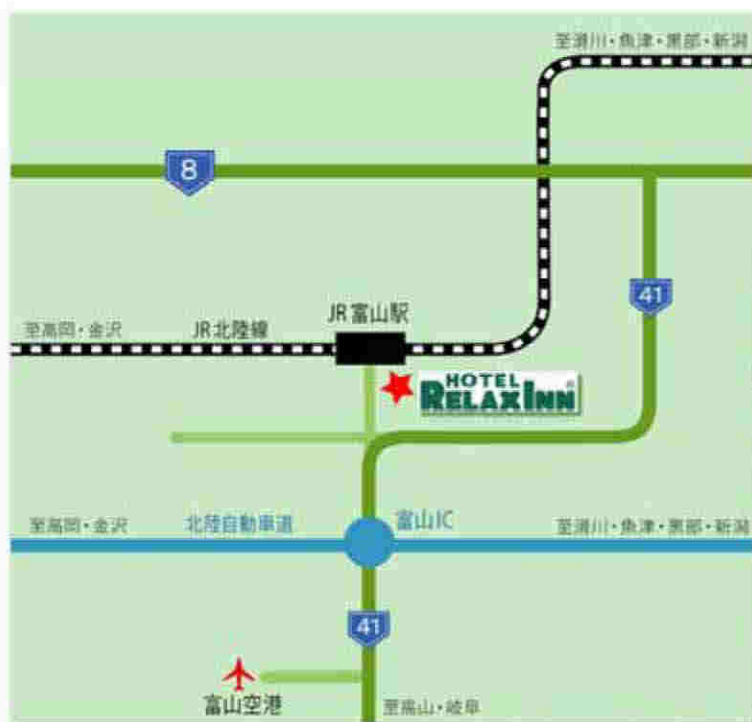 至滑川・魚津・黒部・新潟
8
41
JR富山駅
至高岡・金沢
JR北陸線
HOTEL
RELAXINN®
至高岡・金沢
北陸自動車道
富山IC
至滑川・魚津・黒部・新潟
41
富山空港
至高山・岐阜